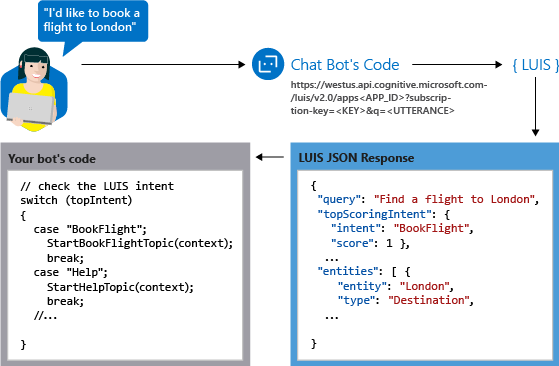 "I'd like to book a
flight to London"
Chat Bot's Code
{ LUIS }
https://westus.api.cognitive.microsoft.com-
/luis/v2.0/apps<APP_ID>?subscrip-
tion-key=<KEY>&q=<UTTERANCE>
Your bot's code
// check the LUIS intent
switch (topIntent)
{
case "BookFlight";
StartBookFlightTopic(context);
break;
case "Help";
StartHelpTopic(context);
break;
//...
}
LUIS JSON Response
{
"query": "Find a flight to London",
"topScoringIntent": {
"intent": "BookFlight",
"score": 1 },
...
"entities": [ {
"entity": "London",
"type": "Destination",
...
}